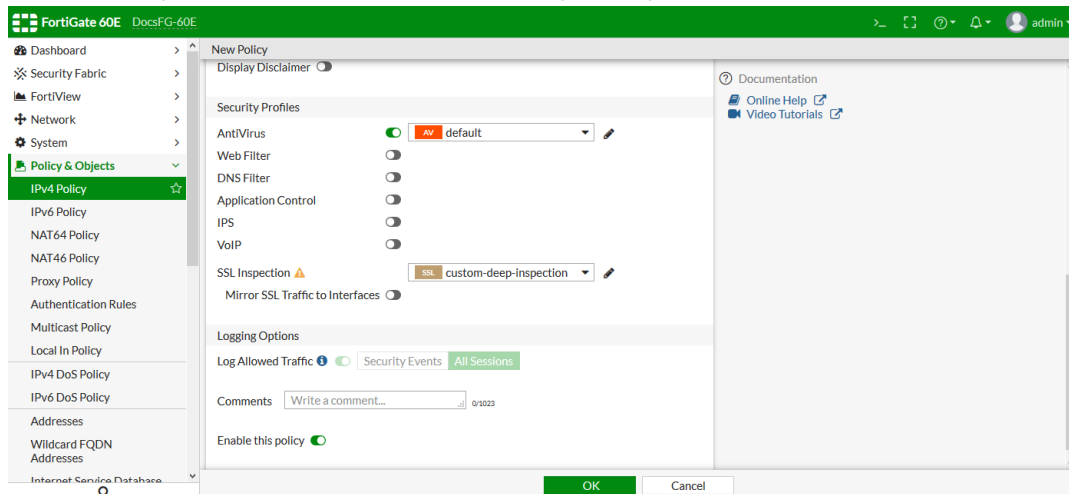 FortiGate 60E DocsFG-60E >_ admin
Dashboard
Security Fabric
FortiView
Network
System
Policy & Objects
IPv4 Policy
IPv6 Policy
NAT64 Policy
NAT46 Policy
Proxy Policy
Authentication Rules
Multicast Policy
Local In Policy
IPv4 DoS Policy
IPv6 DoS Policy
Addresses
Wildcard FQDN
Addresses
Internet Service Database
New Policy
Display Disclaimer
Security Profiles
AntiVirus AV default
Web Filter
DNS Filter
Application Control
IPS
VoIP
SSL Inspection SSL custom-deep-inspection
Mirror SSL Traffic to Interfaces
Logging Options
Log Allowed Traffic Security Events All Sessions
Comments Write a comment... 0/1023
Enable this policy
OK Cancel
Documentation
Online Help
Video Tutorials